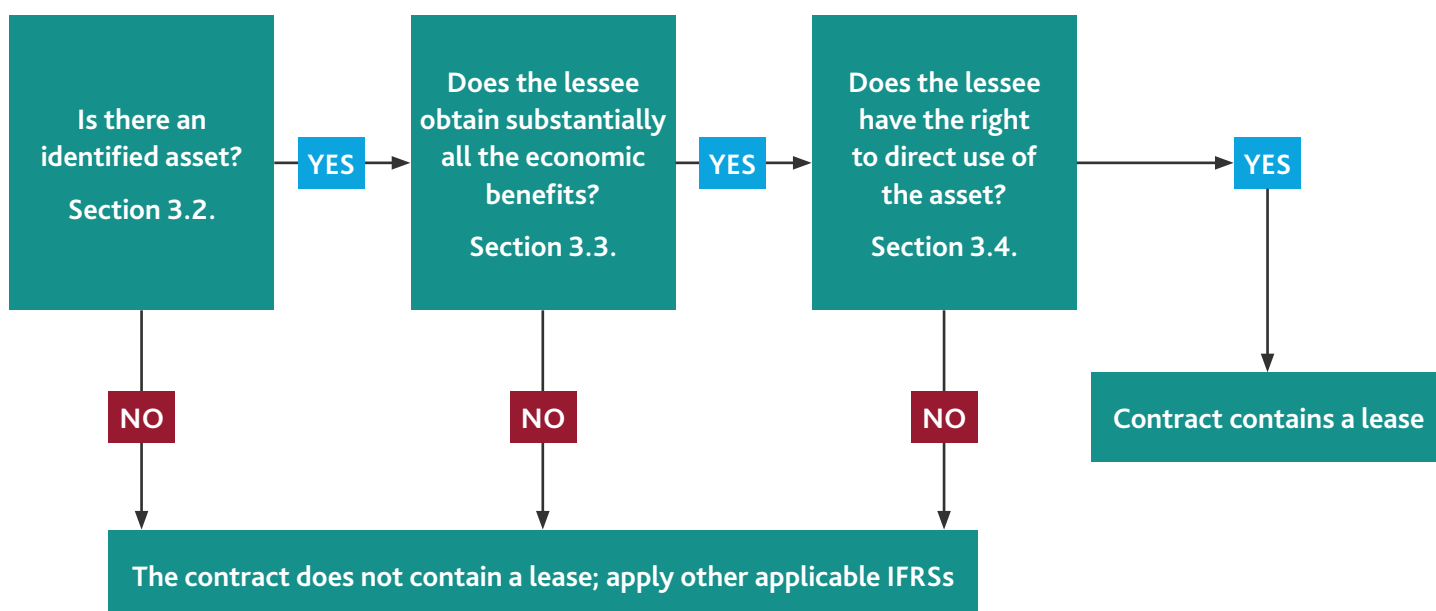 Is there an
identified asset?
Section 3.2.
YES
Does the lessee
obtain substantially
all the economic
benefits?
Section 3.3.
YES
Does the lessee
have the right
to direct use of
the asset?
Section 3.4.
YES
NO
NO
NO
Contract contains a lease
The contract does not contain a lease; apply other applicable IFRSs